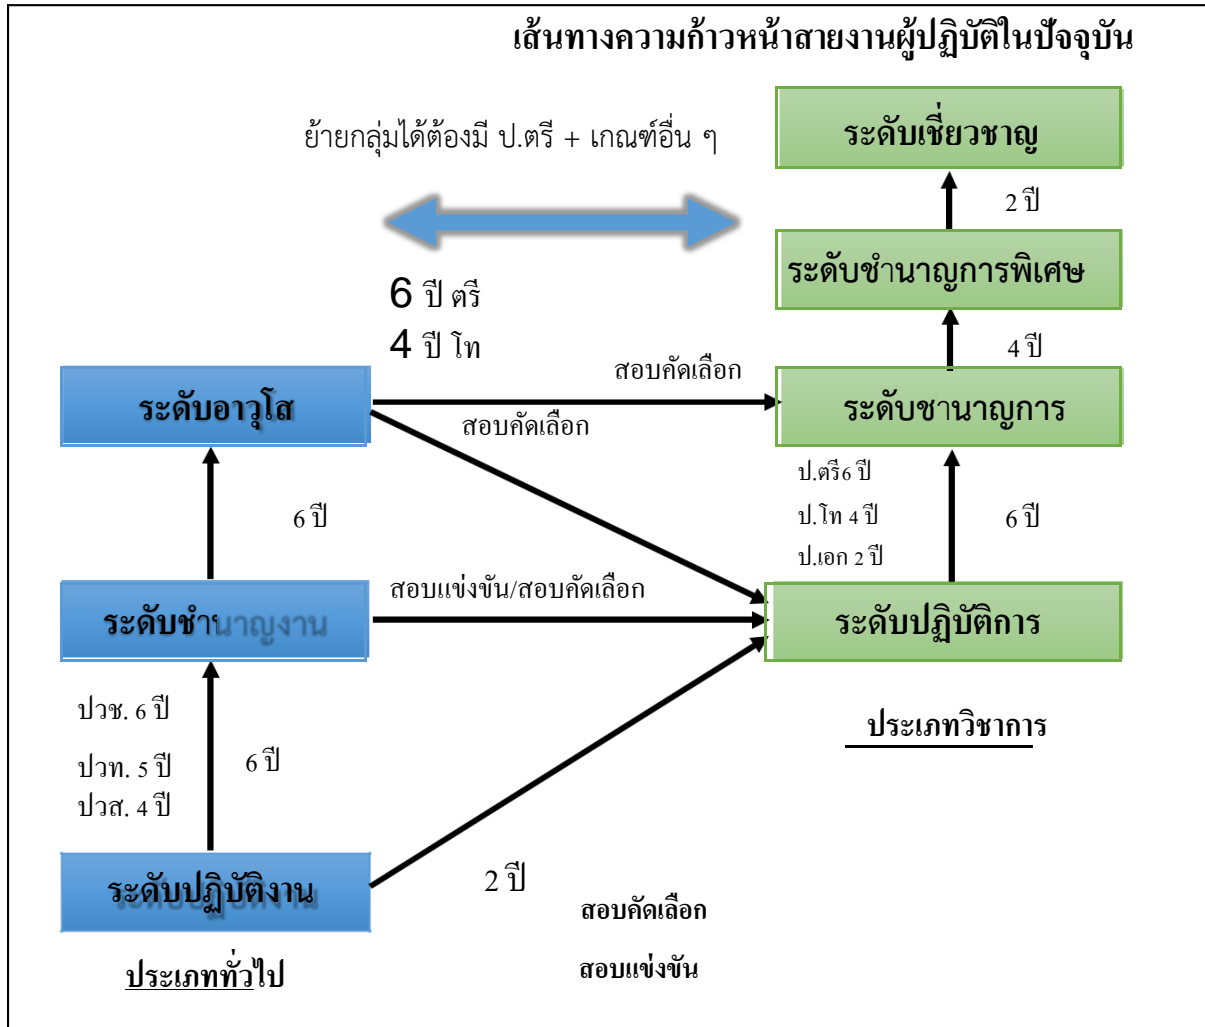 เส้นทางความก้าวหน้าสายงานผู้ปฏิบัติในปัจจุบัน
ระดับเชี่ยวชาญ
ย้ายกลุ่มได้ต้องมี ป.ตรี + เกณฑ์อื่น ๆ
2 ปี
ระดับชำนาญการพิเศษ
6 ปี ตรี
4 ปี โท
4 ปี
สอบคัดเลือก
ระดับอาวุโส
ระดับชานาญการ
สอบคัดเลือก
ป.ตรี6 ปี
ป.โท 4 ปี
ป.เอก 2 ปี
6 ปี
6 ปี
สอบแข่งขัน/สอบคัดเลือก
ระดับชำนาญงาน
ระดับปฏิบัติการ
ปวช. 6 ปี
ปวท. 5 ปี
ปวส. 4 ปี
6 ปี
ประเภทวิชาการ
ระดับปฏิบัติงาน
2 ปี
สอบคัดเลือก
สอบแข่งขัน
ประเภททั่วไป